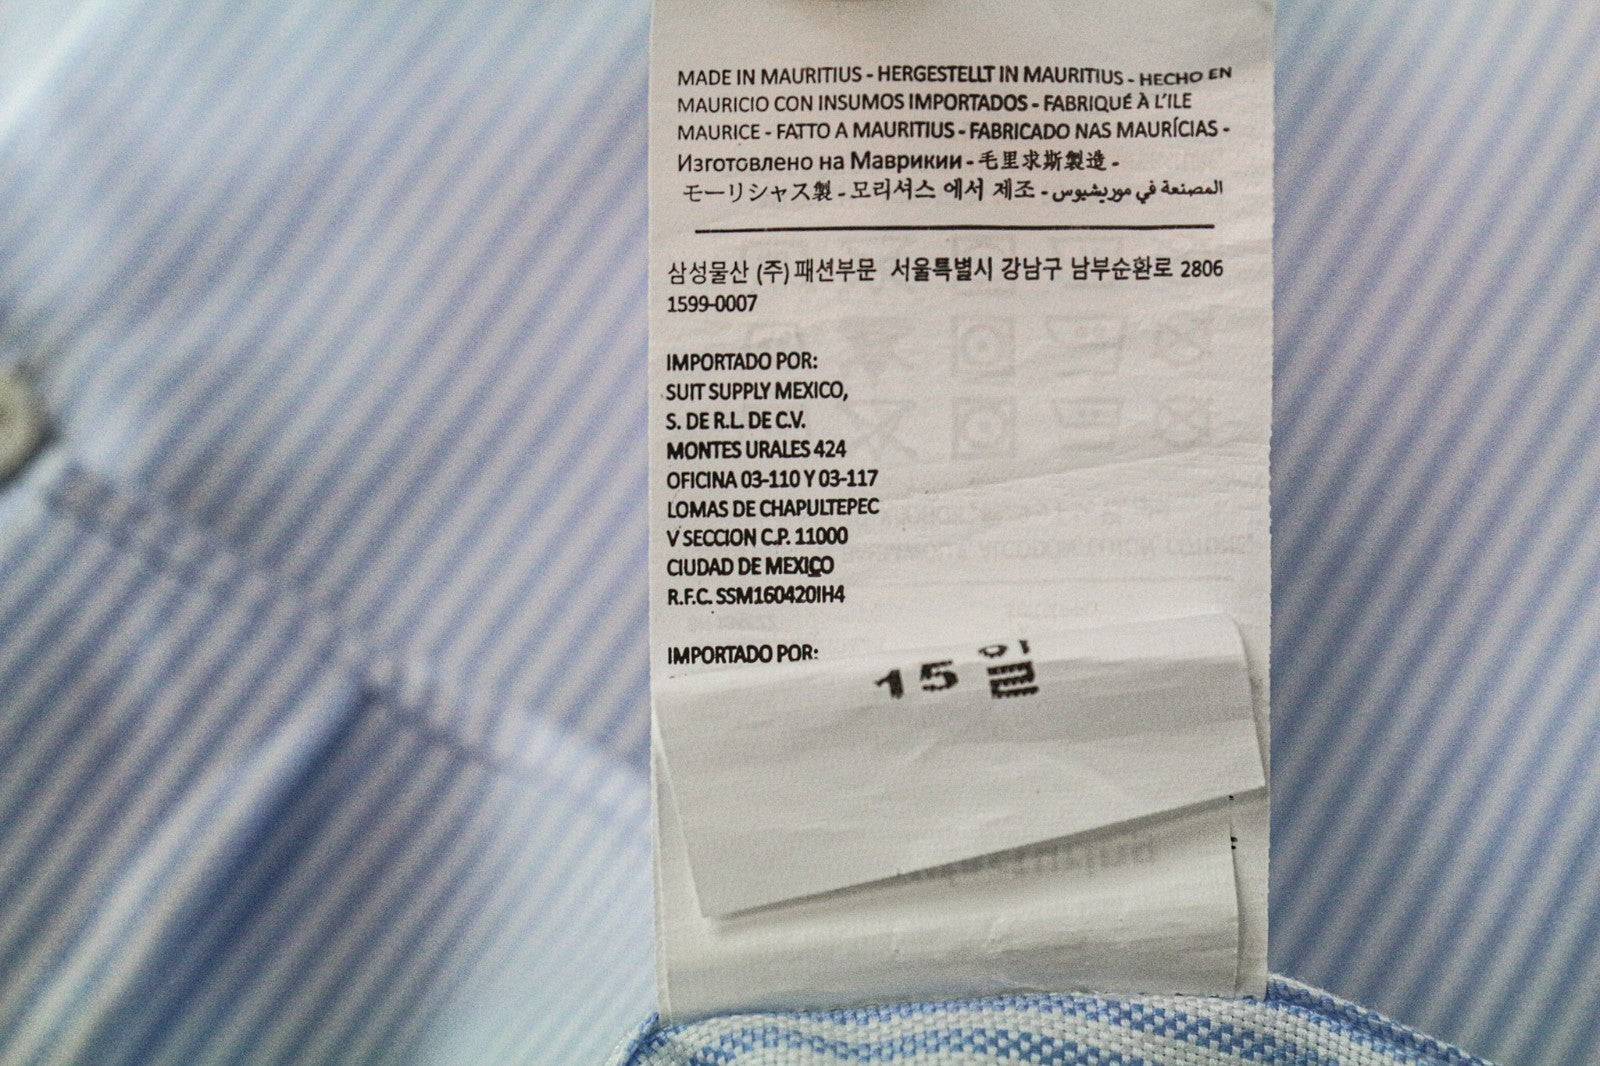 MADE IN MAURITIUS - HERGESTELLT IN MAURITIUS - HECHO EN
MAURICIO CON INSUMOS IMPORTADOS - FABRIQUÉ À L'ILE
MAURICE - FATTO A MAURITIUS - FABRICADO NAS MAURÍCIAS -
Изготовлено на Маврикии - 毛里求斯製造 -
モーリシャス製 - 모리셔스 에서 제조 - المصنعة في موريشيوس
삼성물산 (주) 패션부문 서울특별시 강남구 남부순환로 2806
1599-0007
IMPORTADO POR:
SUIT SUPPLY MEXICO,
S. DE R.L. DE C.V.
MONTES URALES 424
OFICINA 03-110 Y 03-117
LOMAS DE CHAPULTEPEC
V SECCION C.P. 11000
CIUDAD DE MEXICO
R.F.C. SSM160420IH4
IMPORTADO POR:
15